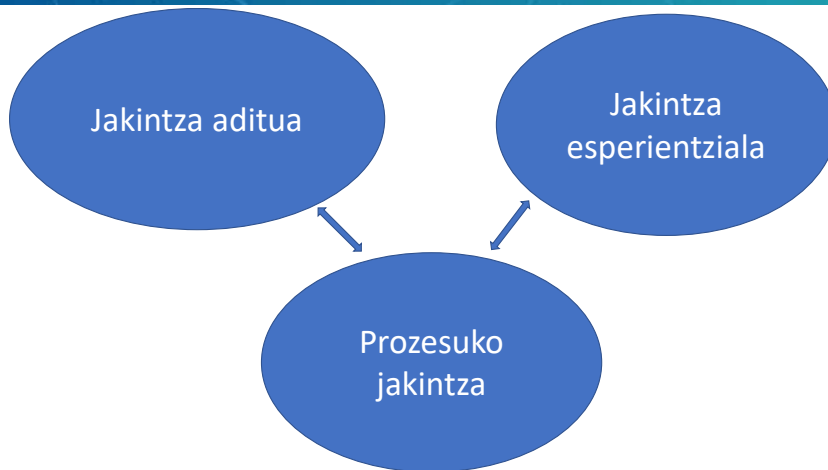 Jakintza aditua
Jakintza
esperientziala
Prozesuko
jakintza